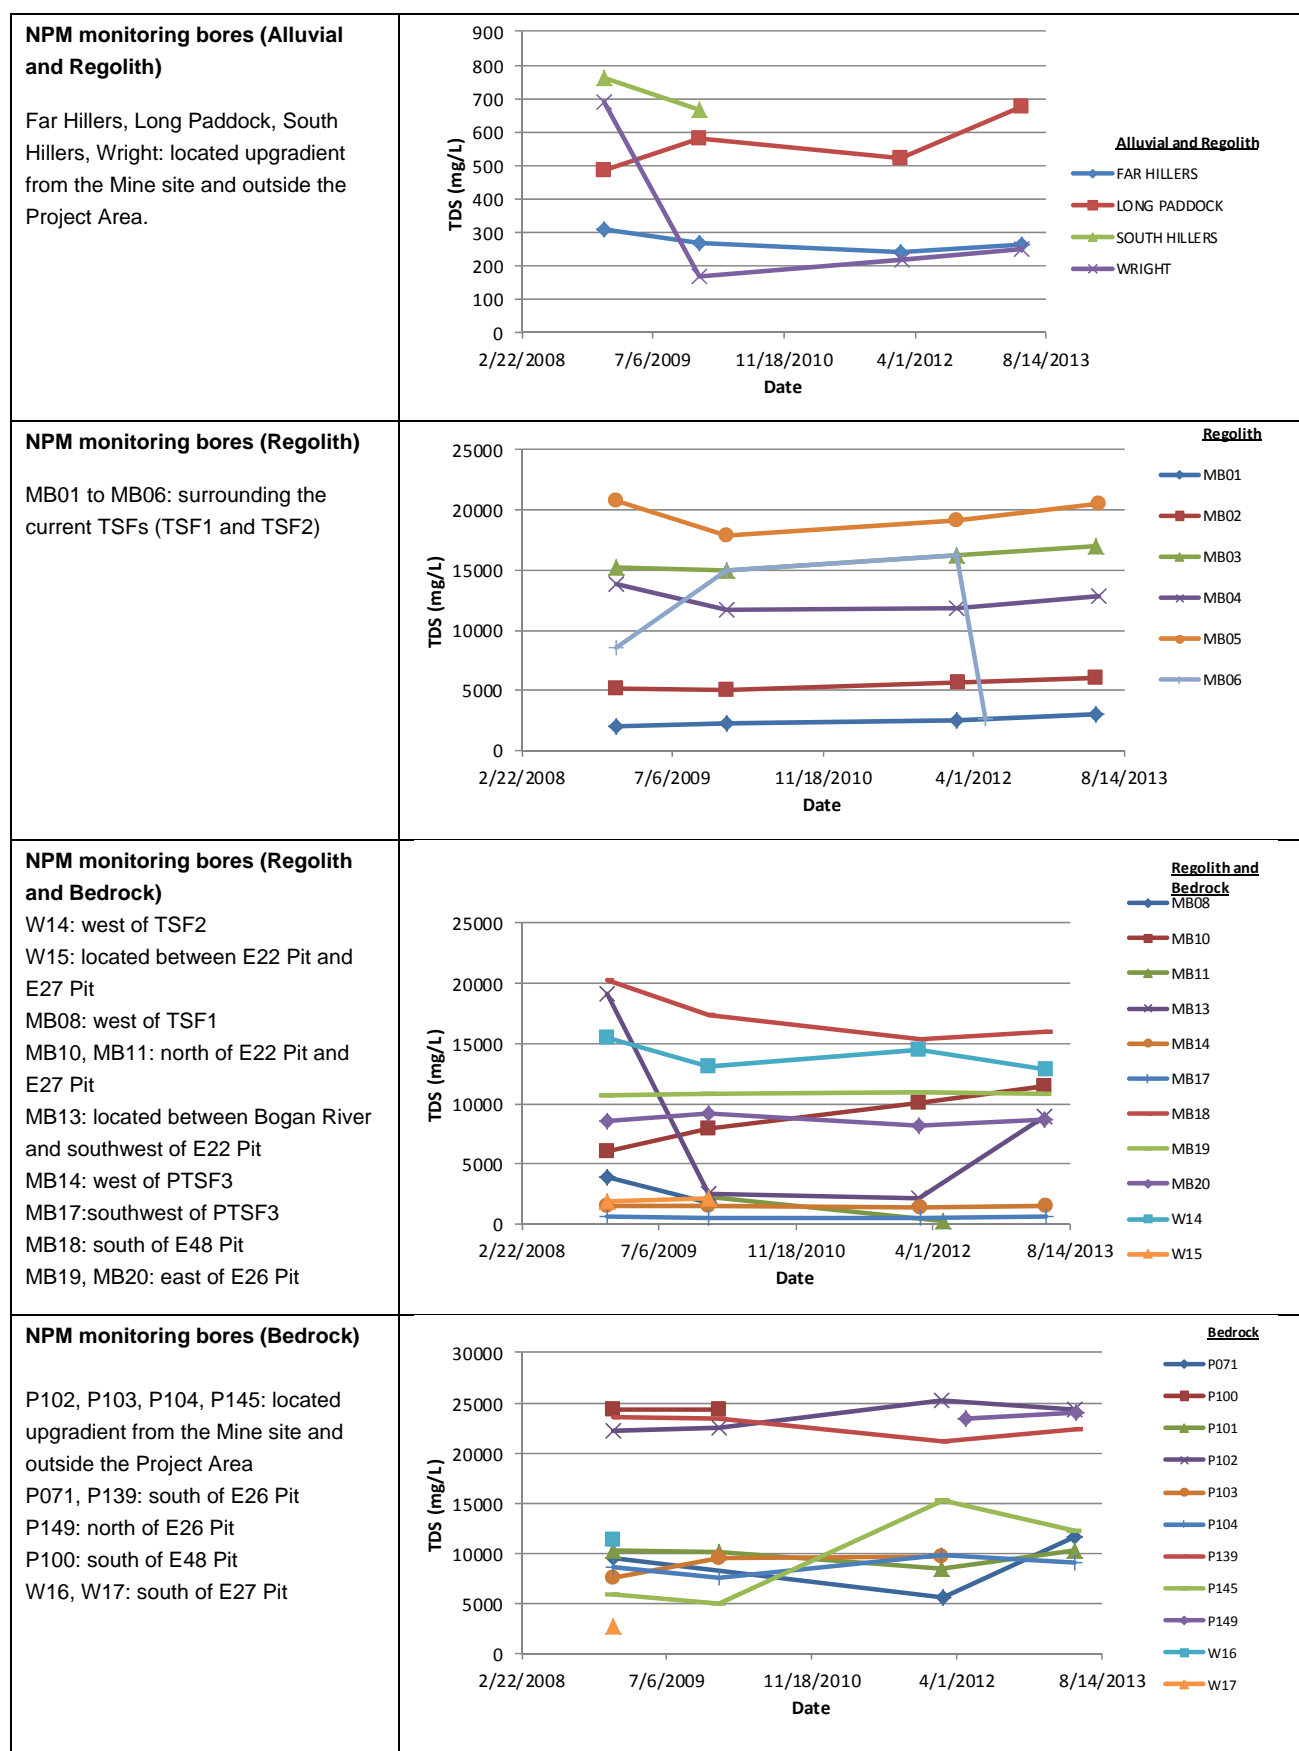 NPM monitoring bores (Alluvial
and Regolith)
Far Hillers, Long Paddock, South
Hillers, Wright: located upgradient
from the Mine site and outside the
Project Area.
900
800
700
600
500
400
300
200
100
0
TDS (mg/L)
2/22/2008 7/6/2009 11/18/2010 4/1/2012 8/14/2013
Date
Alluvial and Regolith
FAR HILLERS
LONG PADDOCK
SOUTH HILLERS
WRIGHT
NPM monitoring bores (Regolith)
MB01 to MB06: surrounding the
current TSFs (TSF1 and TSF2)
25000
20000
15000
10000
5000
0
TDS (mg/L)
2/22/2008 7/6/2009 11/18/2010 4/1/2012 8/14/2013
Date
Regolith
MB01
MB02
MB03
MB04
MB05
MB06
NPM monitoring bores (Regolith
and Bedrock)
W14: west of TSF2
W15: located between E22 Pit and
E27 Pit
MB08: west of TSF1
MB10, MB11: north of E22 Pit and
E27 Pit
MB13: located between Bogan River
and southwest of E22 Pit
MB14: west of PTSF3
MB17:southwest of PTSF3
MB18: south of E48 Pit
MB19, MB20: east of E26 Pit
25000
20000
15000
10000
5000
0
TDS (mg/L)
2/22/2008 7/6/2009 11/18/2010 4/1/2012 8/14/2013
Date
Regolith and
Bedrock
MB08
MB10
MB11
MB13
MB14
MB17
MB18
MB19
MB20
W14
W15
NPM monitoring bores (Bedrock)
P102, P103, P104, P145: located
upgradient from the Mine site and
outside the Project Area
P071, P139: south of E26 Pit
P149: north of E26 Pit
P100: south of E48 Pit
W16, W17: south of E27 Pit
30000
25000
20000
15000
10000
5000
0
TDS (mg/L)
2/22/2008 7/6/2009 11/18/2010 4/1/2012 8/14/2013
Date
Bedrock
P071
P100
P101
P102
P103
P104
P139
P145
P149
W16
W17